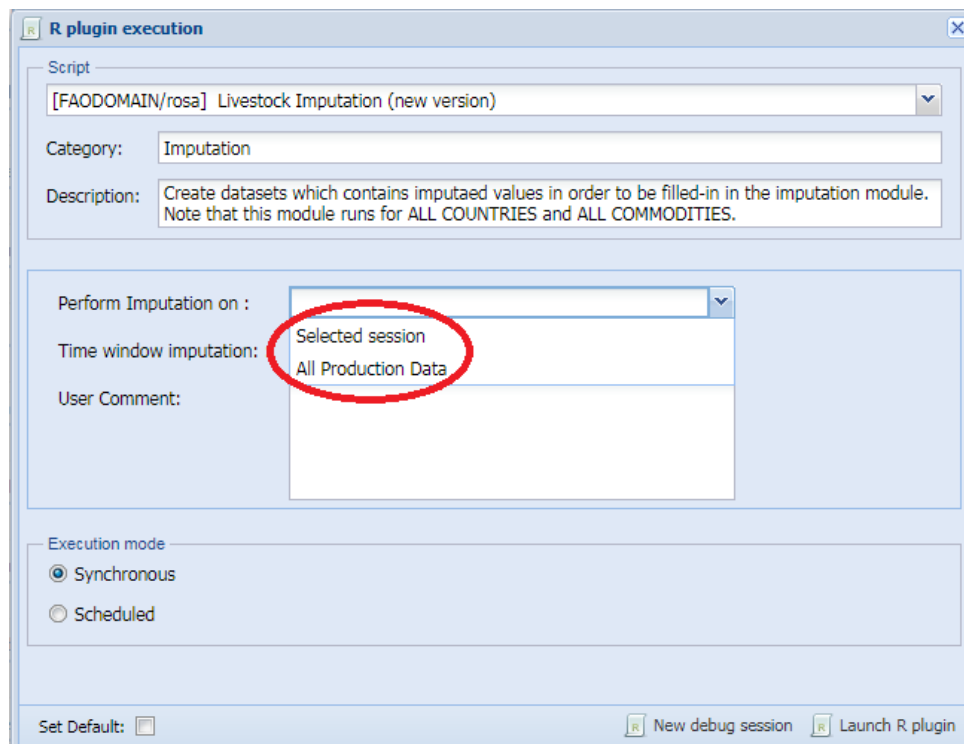 R plugin execution
Script
[FAODOMAIN/rosa] Livestock Imputation (new version)
Category:
Imputation
Description:
Create datasets which contains imputaed values in order to be filled-in in the imputation module.
Note that this module runs for ALL COUNTRIES and ALL COMMODITIES.
Perform Imputation on :
Selected session
Time window imputation:
All Production Data
User Comment:
Execution mode
Synchronous
Scheduled
Set Default:
R New debug session
R Launch R plugin